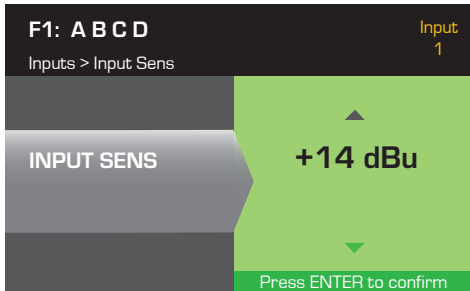 F1: A B C D
Input
1
Inputs > Input Sens
INPUT SENS
+14 dBu
Press ENTER to confirm